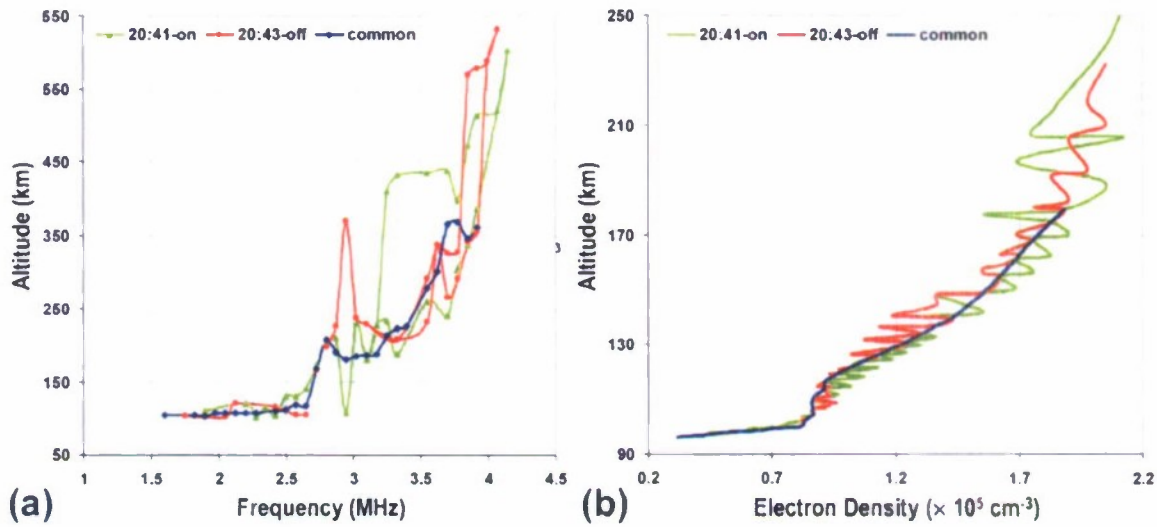 650
20:41-on 20:43-off common
550
450
350
250
150
50
1 1.5 2 2.5 3 3.5 4 4.5
Altitude (km)
Frequency (MHz)
(a)
3
250
20:41-on 20:43-off common
210
170
130
90
0.2 0.7 1.2 1.7 2.2
Altitude (km)
Electron Density (× 10⁵ cm⁻³)
(b)